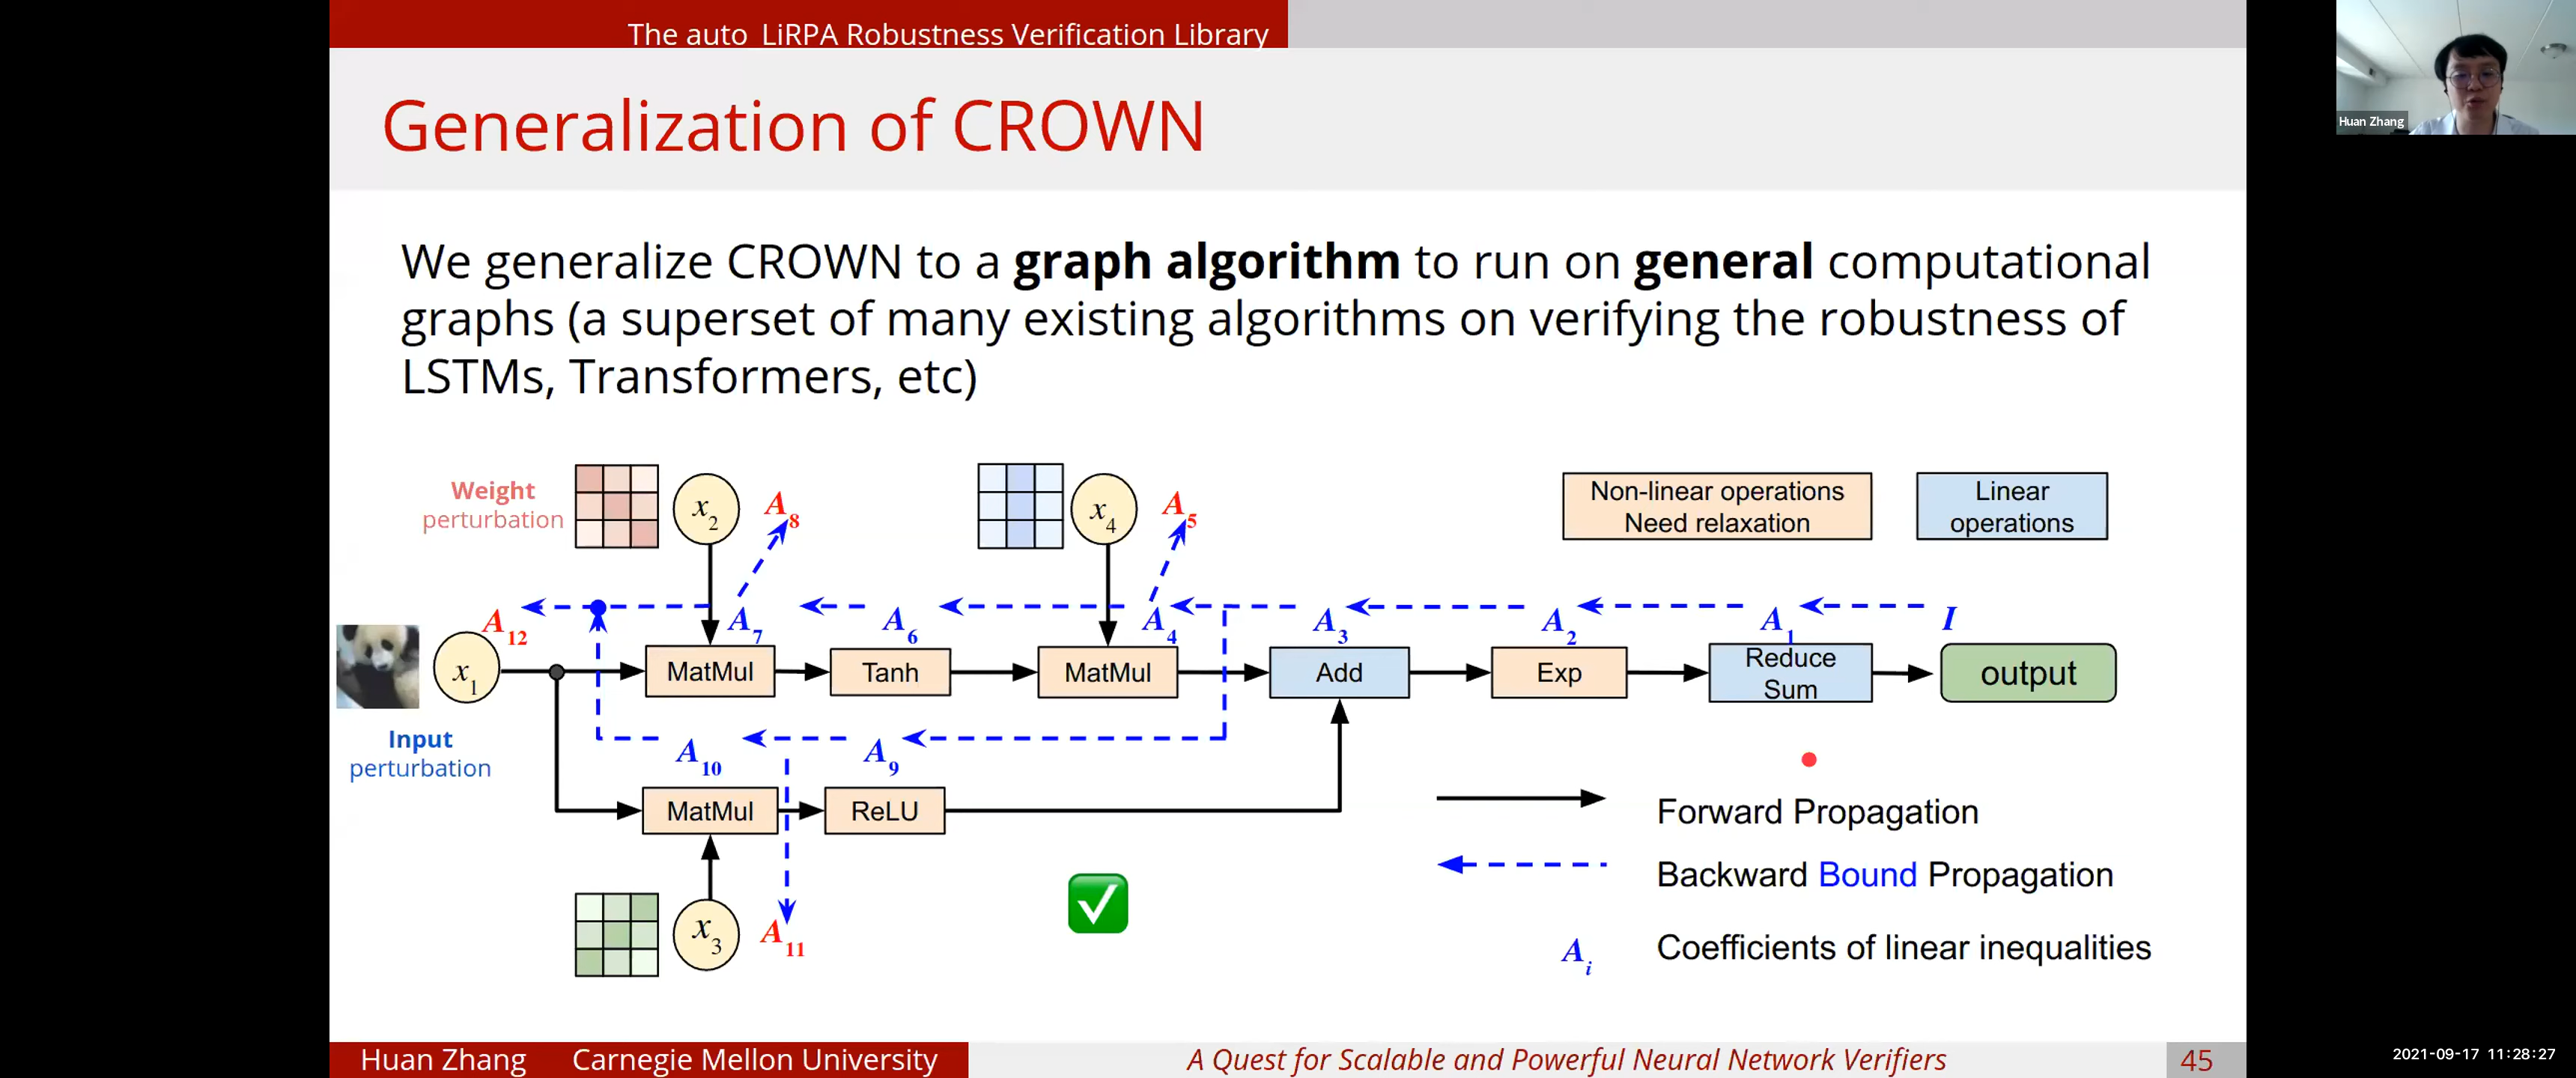 The auto LiRPA Robustness Verification Library
Huan Zhang
Generalization of CROWN
We generalize CROWN to a graph algorithm to run on general computational
graphs (a superset of many existing algorithms on verifying the robustness of
LSTMs, Transformers, etc)
Weight
perturbation
x2
A8
x4
A5
Non-linear operations
Need relaxation
Linear
operations
A12
A7
A6
A4
A3
A2
A1
I
x1
MatMul
Tanh
MatMul
Add
Exp
Reduce
Sum
output
Input
perturbation
A10
A9
MatMul
ReLU
x3
A11
Forward Propagation
Backward Bound Propagation
Ai
Coefficients of linear inequalities
Huan Zhang Carnegie Mellon University
A Quest for Scalable and Powerful Neural Network Verifiers
45
2021-09-17 11:28:27